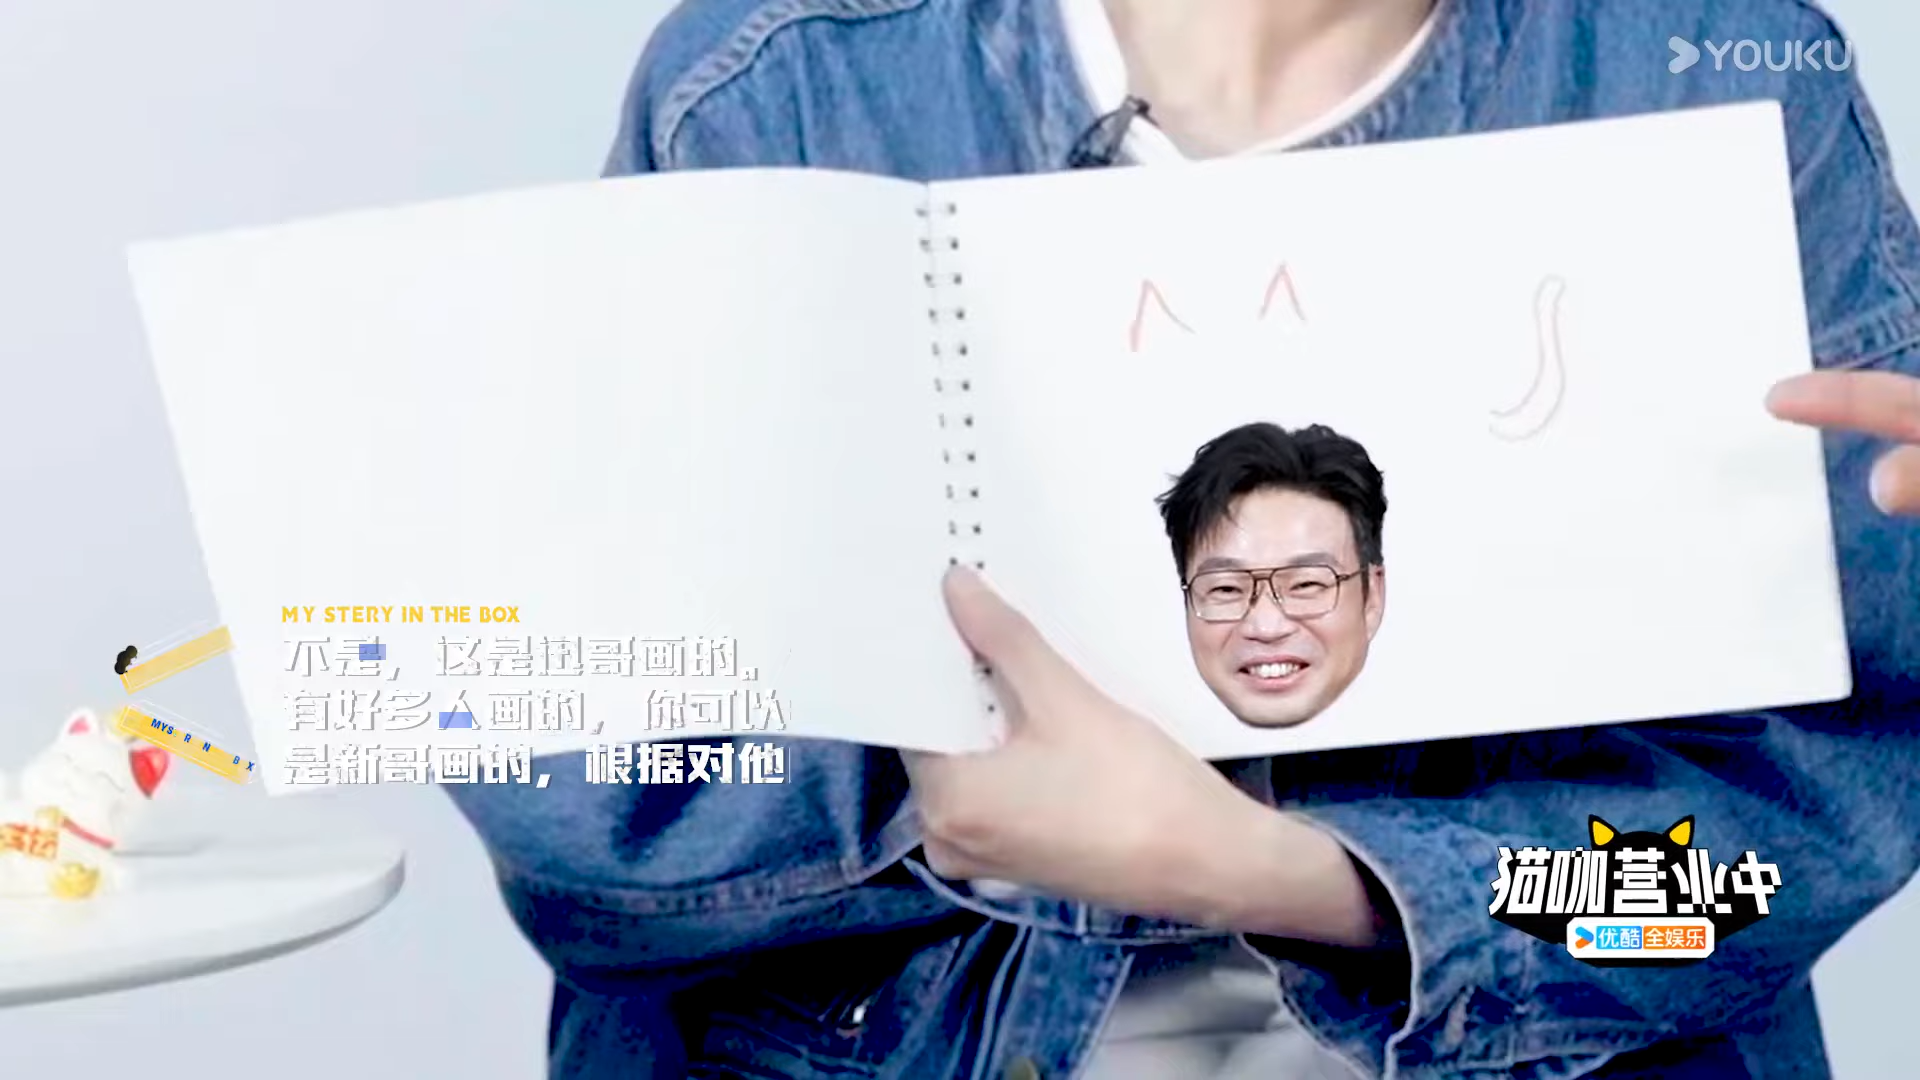 YOUKU
MY STERY IN THE BOX
不是，这是迅哥画的。
有好多人画的，你可以
是新哥画的，根据对他
猫咖营业中
优酷全娱乐